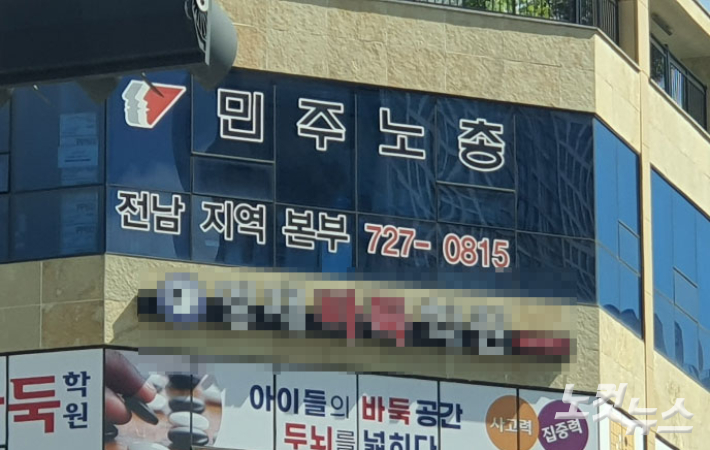 민주노총
전남 지역 본부 727-0815
둑 학원
아이들의 바둑 공간
두뇌를 넓히다
사고력
집중력
노컷뉴스